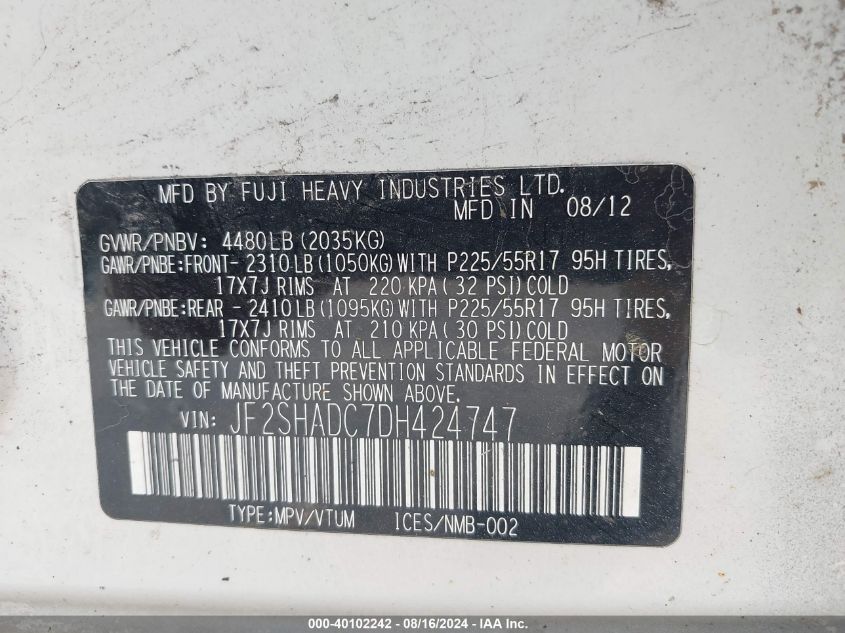 MFD BY FUJI HEAVY INDUSTRIES LTD.
MFD IN 08/12
GVWR/PNBV: 4480LB (2035KG)
GAWR/PNBE:FRONT- 2310LB (1050KG) WITH P225/55R17 95H TIRES,
17X7J RIMS AT 220 KPA ( 32 PSI) COLD
GAWR/PNBE:REAR - 2410LB (1095KG) WITH P225/55R17 95H TIRES,
17X7J RIMS AT 210 KPA ( 30 PSI) COLD
THIS VEHICLE CONFORMS TO ALL APPLICABLE FEDERAL MOTOR
VEHICLE SAFETY AND THEFT PREVENTION STANDARDS IN EFFECT ON
THE DATE OF MANUFACTURE SHOWN ABOVE.
VIN: JF2SHADC7DH424747
TYPE:MPV/VTUM ICES/NMB-002
000-40102242 - 08/16/2024 - IAA Inc.